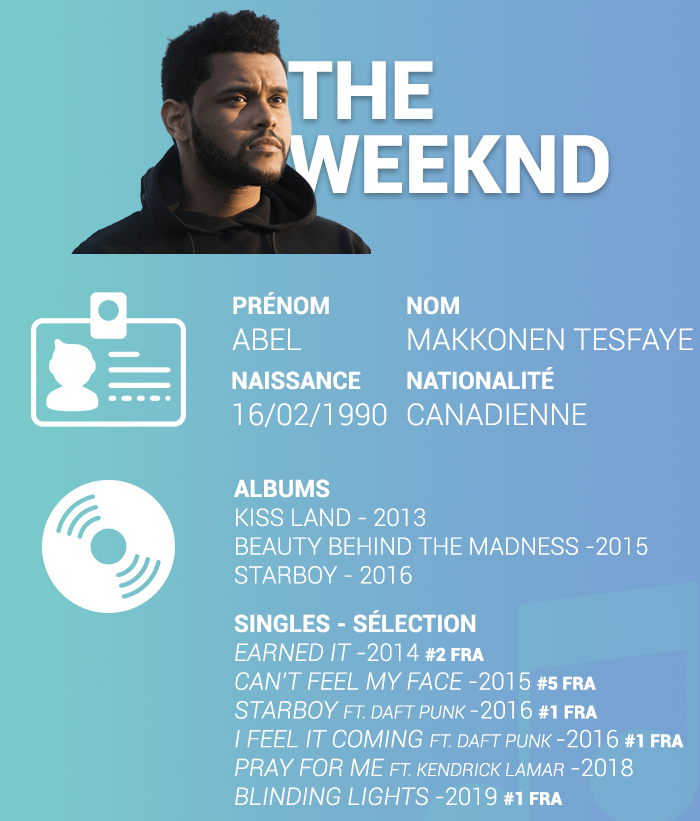 THE
WEEKND
PRÉNOM NOM
ABEL MAKKONEN TESFAYE
NAISSANCE NATIONALITÉ
16/02/1990 CANADIENNE
ALBUMS
KISS LAND - 2013
BEAUTY BEHIND THE MADNESS -2015
STARBOY - 2016
SINGLES - SÉLECTION
EARNED IT -2014 #2 FRA
CAN'T FEEL MY FACE -2015 #5 FRA
STARBOY FT. DAFT PUNK -2016 #1 FRA
I FEEL IT COMING FT. DAFT PUNK -2016 #1 FRA
PRAY FOR ME FT. KENDRICK LAMAR -2018
BLINDING LIGHTS -2019 #1 FRA